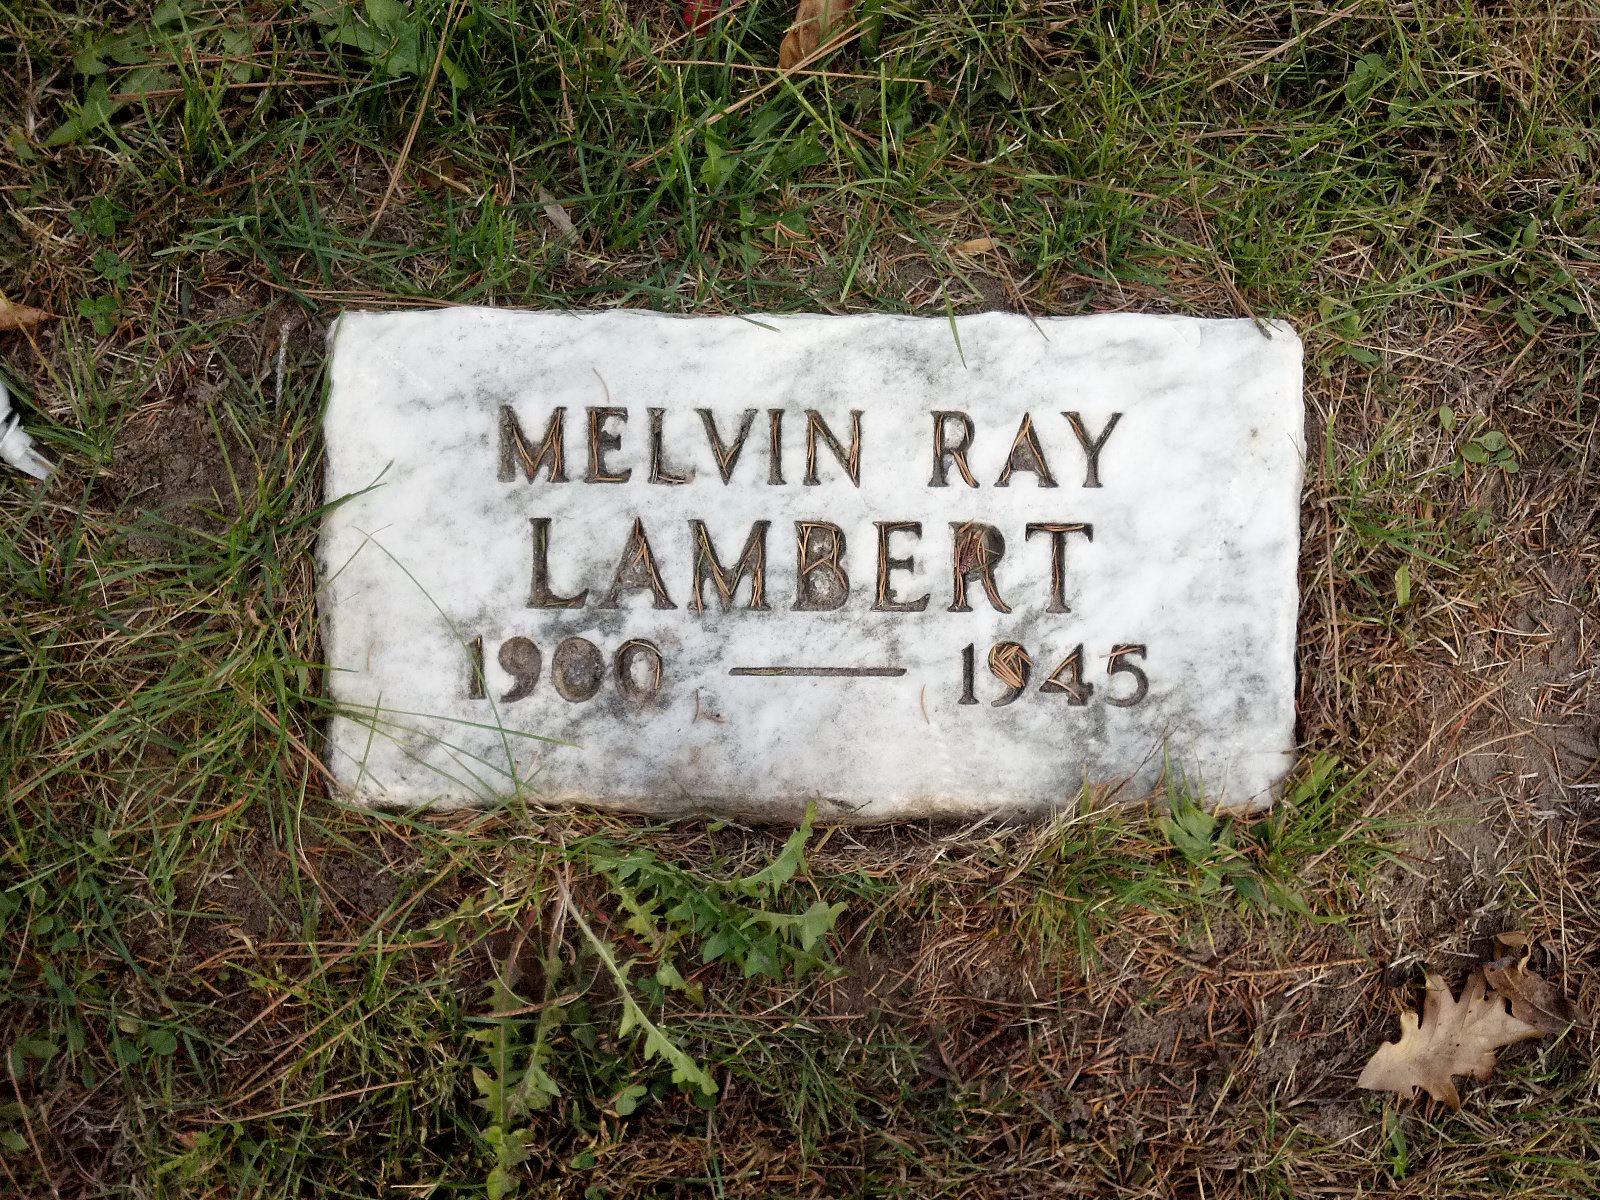 MELVIN RAY
LAMBERT
1900 — 1945